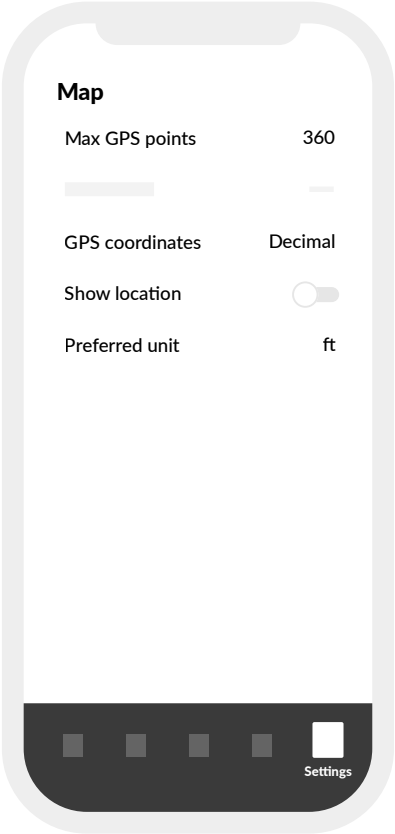 Map
Max GPS points 360
GPS coordinates Decimal
Show location
Preferred unit ft
Settings